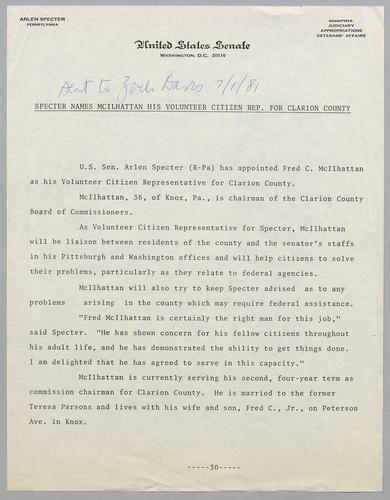 ARLEN SPECTER
PENNSYLVANIA
COMMITTEES:
JUDICIARY
APPROPRIATIONS
VETERANS' AFFAIRS
United States Senate
WASHINGTON, D.C. 20510
sent to Zach Davis 7/1/81
SPECTER NAMES MCILHATTAN HIS VOLUNTEER CITIZEN REP. FOR CLARION COUNTY
U.S. Sen. Arlen Specter (R-Pa) has appointed Fred C. McIlhattan
as his Volunteer Citizen Representative for Clarion County.
McIlhattan, 36, of Knox, Pa., is chairman of the Clarion County
Board of Commissioners.
As Volunteer Citizen Representative for Specter, McIlhattan
will be liaison between residents of the county and the senator's staffs
in his Pittsburgh and Washington offices and will help citizens to solve
their problems, particularly as they relate to federal agencies.
McIlhattan will also try to keep Specter advised as to any
problems arising in the county which may require federal assistance.
"Fred McIlhattan is certainly the right man for this job,"
said Specter. "He has shown concern for his fellow citizens throughout
his adult life, and he has demonstrated the ability to get things done.
I am delighted that he has agreed to serve in this capacity."
McIlhattan is currently serving his second, four-year term as
commission chairman for Clarion County. He is married to the former
Teresa Parsons and lives with his wife and son, Fred C., Jr., on Peterson
Ave. in Knox.
-----30-----